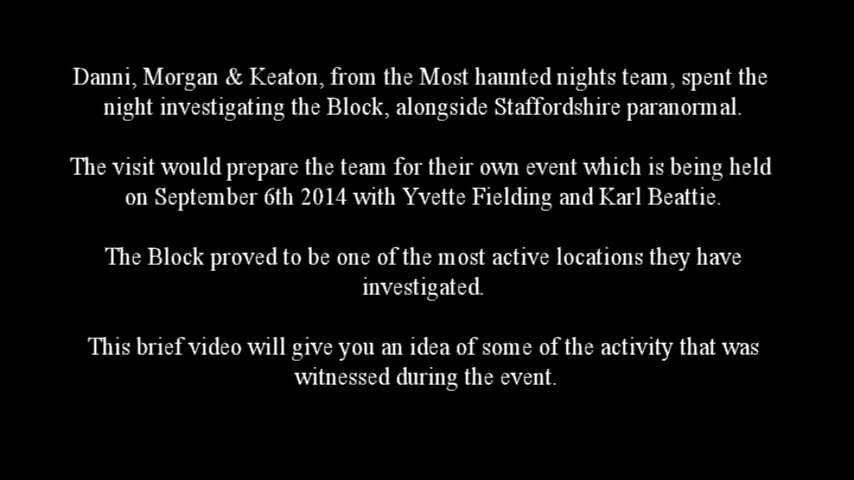 Danni, Morgan & Keaton, from the Most haunted nights team, spent the
night investigating the Block, alongside Staffordshire paranormal.
The visit would prepare the team for their own event which is being held
on September 6th 2014 with Yvette Fielding and Karl Beattie.
The Block proved to be one of the most active locations they have
investigated.
This brief video will give you an idea of some of the activity that was
witnessed during the event.